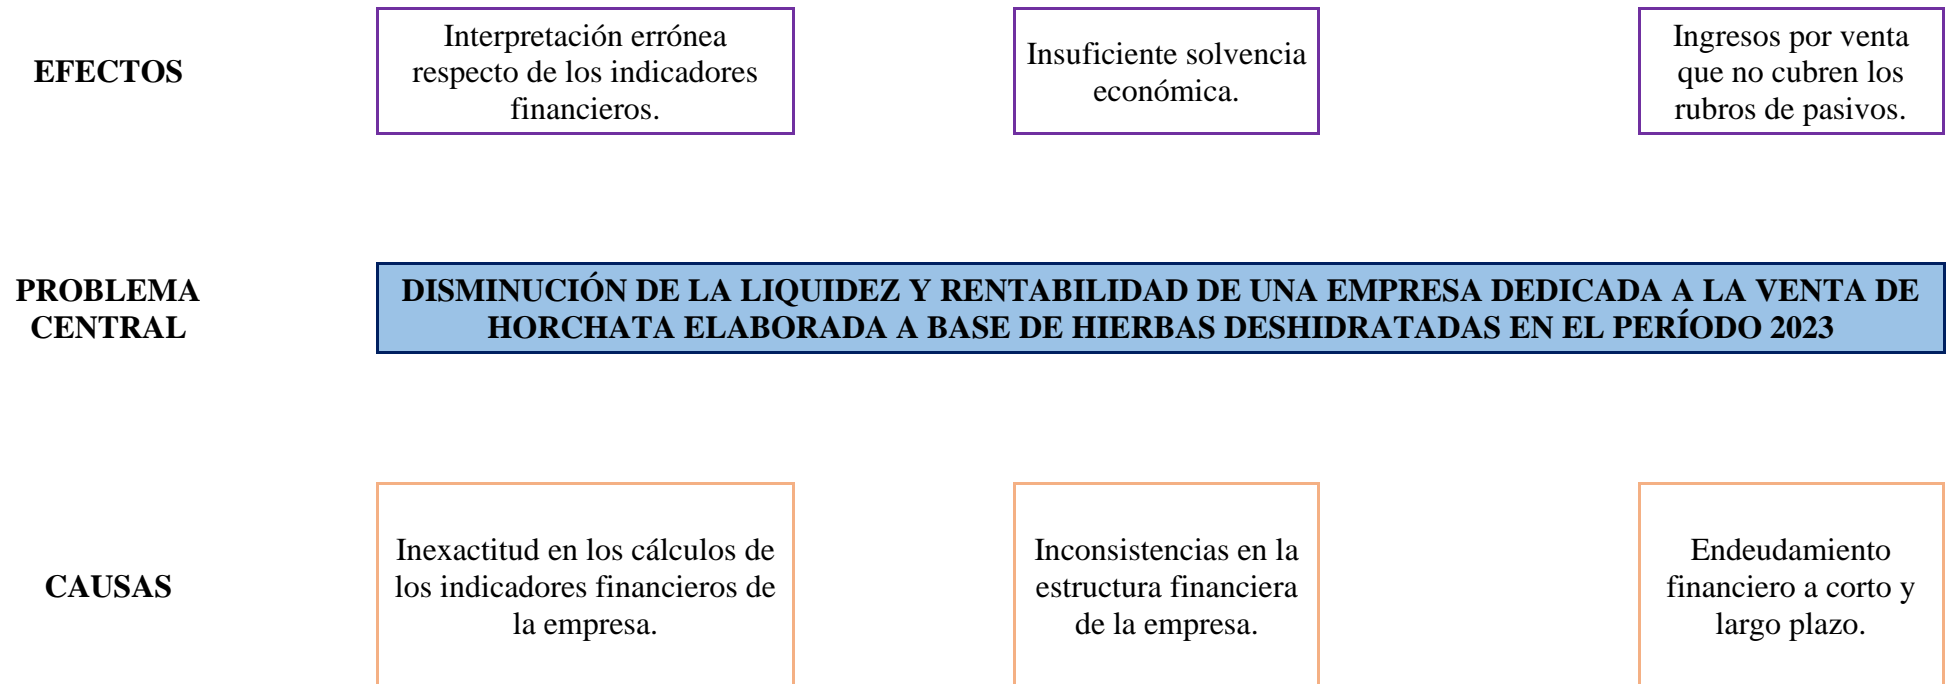 EFECTOS
Interpretación errónea
respecto de los indicadores
financieros.
Insuficiente solvencia
económica.
Ingresos por venta
que no cubren los
rubros de pasivos.
PROBLEMA
CENTRAL
DISMINUCIÓN DE LA LIQUIDEZ Y RENTABILIDAD DE UNA EMPRESA DEDICADA A LA VENTA DE
HORCHATA ELABORADA A BASE DE HIERBAS DESHIDRATADAS EN EL PERÍODO 2023
CAUSAS
Inexactitud en los cálculos de
los indicadores financieros de
la empresa.
Inconsistencias en la
estructura financiera
de la empresa.
Endeudamiento
financiero a corto y
largo plazo.